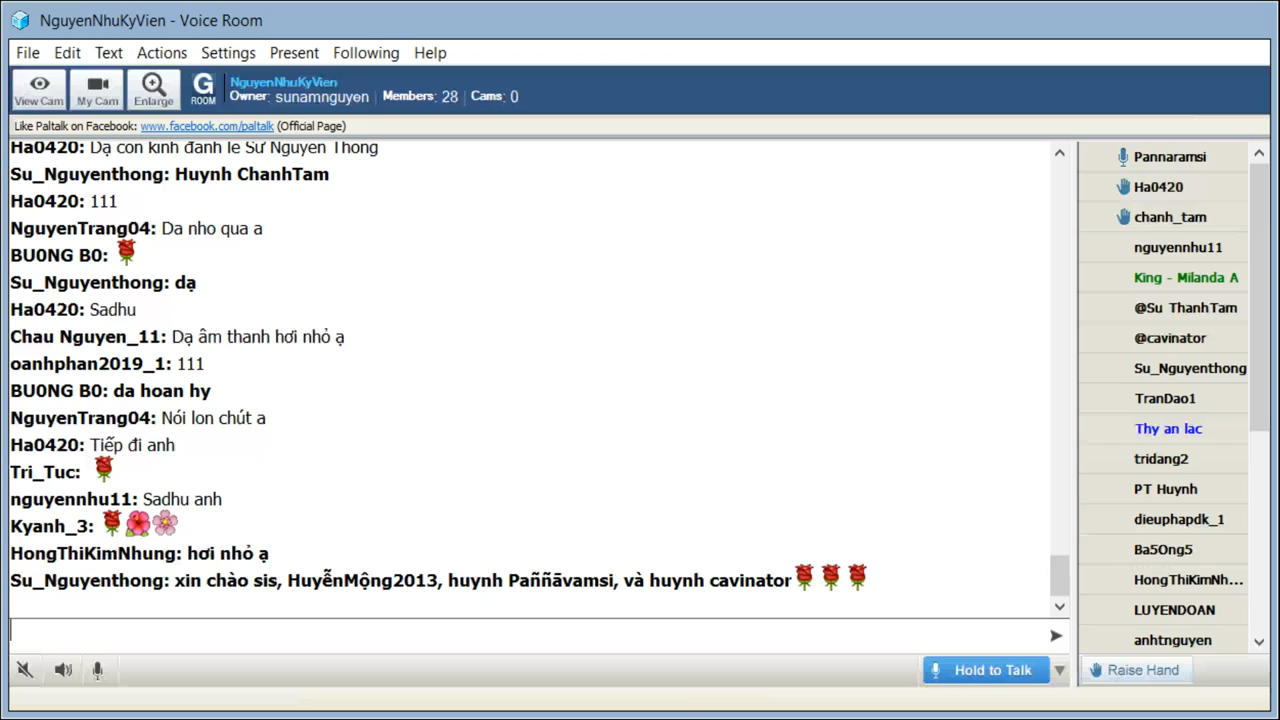 NguyenNhuKyVien - Voice Room
File Edit Text Actions Settings Present Following Help
View Cam My Cam Enlarge G ROOM
NguyenNhuKyVien
Owner: sunamnguyen Members: 28 Cams: 0
Like Paltalk on Facebook: www.facebook.com/paltalk (Official Page)
Ha0420: Dạ con kinh đảnh lễ Sư Nguyen Thong
Su_Nguyenthong: Huynh ChanhTam
Ha0420: 111
NguyenTrang04: Da nho qua a
BU0NG B0:
Su_Nguyenthong: dạ
Ha0420: Sadhu
Chau Nguyen_11: Dạ âm thanh hơi nhỏ ạ
oanhphan2019_1: 111
BU0NG B0: da hoan hy
NguyenTrang04: Nói lon chút a
Ha0420: Tiếp đi anh
Tri_Tuc:
nguyennhu11: Sadhu anh
Kyanh_3:
HongThiKimNhung: hơi nhỏ ạ
Su_Nguyenthong: xin chào sis, HuyễnMộng2013, huynh Paññāvamsi, và huynh cavinator
Pannaramsi
Ha0420
chanh_tam
nguyennhu11
King - Milanda A
@Su ThanhTam
@cavinator
Su_Nguyenthong
TranDao1
Thy an lac
tridang2
PT Huynh
dieuphapdk_1
Ba5Ong5
HongThiKimNh...
LUYENDOAN
anhtnguyen
Hold to Talk
Raise Hand